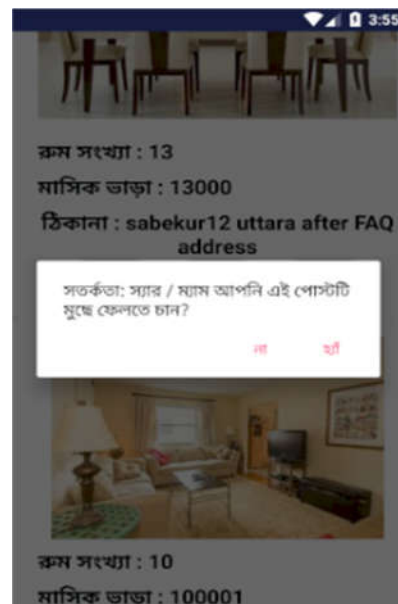 3:55
রুম সংখ্যা : 13
মাসিক ভাড়া : 13000
ঠিকানা : sabekur12 uttara after FAQ
address
সতর্কতা: স্যার / ম্যাম আপনি এই পোস্টটি
মুছে ফেলতে চান?
না হ্যাঁ
রুম সংখ্যা : 10
মাসিক ভাড়া : 100001